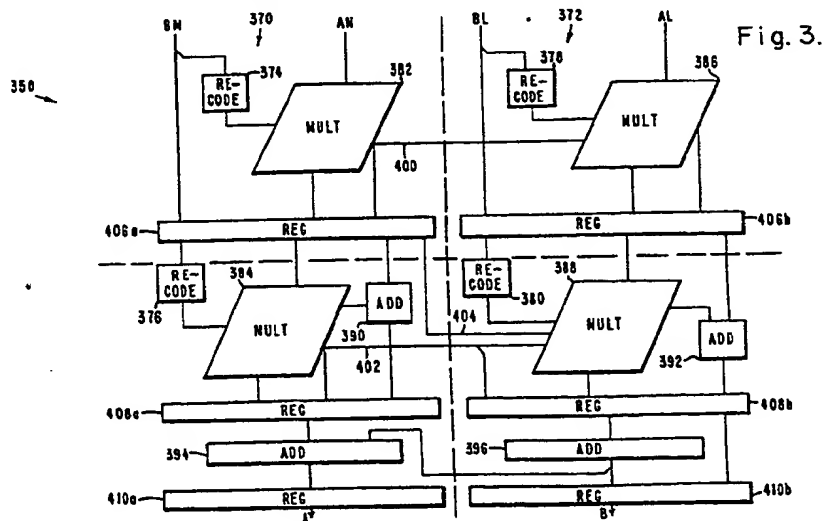 BM 370 AM BL 372 AL Fig. 3.
350
374 382 378 386
RE-
CODE
RE-
CODE
MULT
MULT
400
406a REG REG 406b
RE-
CODE
376
384
ADD
390
RE-
CODE
380
388
MULT
MULT
404
402
ADD
392
408a REG REG 408b
394 ADD 396 ADD
410a REG REG 410b